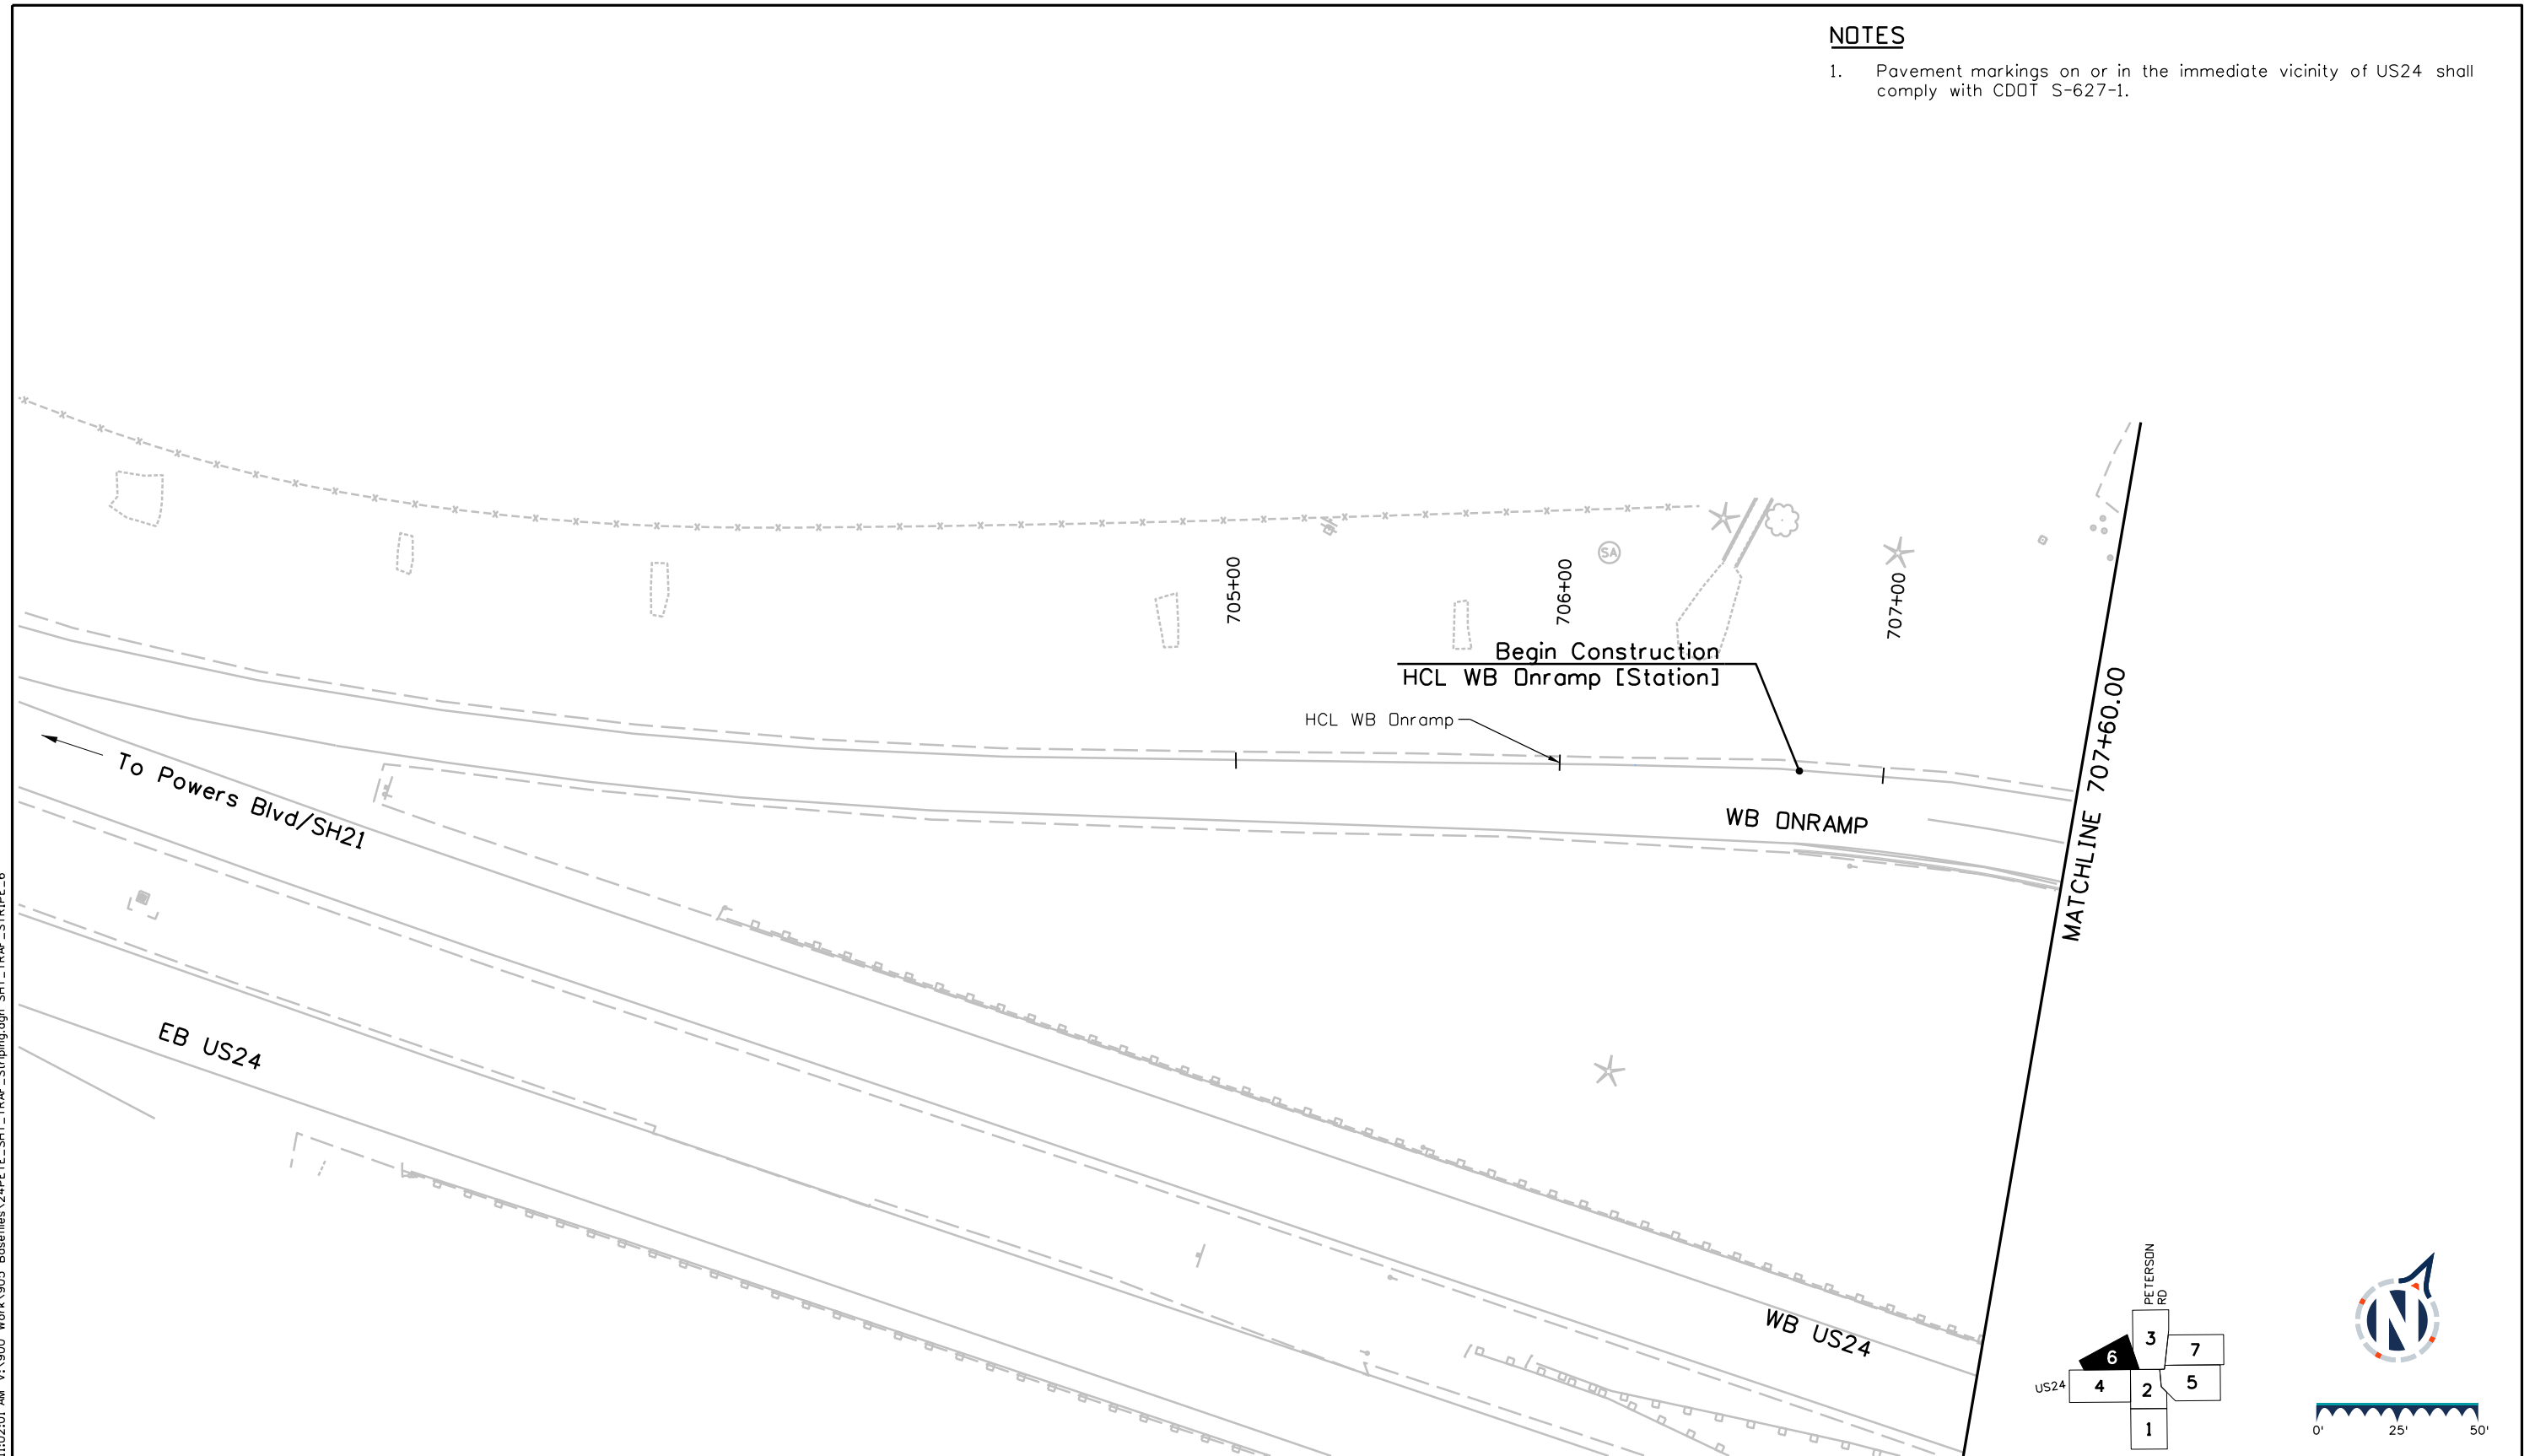 NOTES
1. Pavement markings on or in the immediate vicinity of US24 shall
comply with CDOT S-627-1.
SA
705+00
706+00
707+00
Begin Construction
HCL WB Onramp [Station]
HCL WB Onramp
MATCHLINE 707+60.00
To Powers Blvd/SH21
WB ONRAMP
EB US24
WB US24
PETERSON
RD
3
7
6
US24
4
2
5
1
N
0'
25'
50'